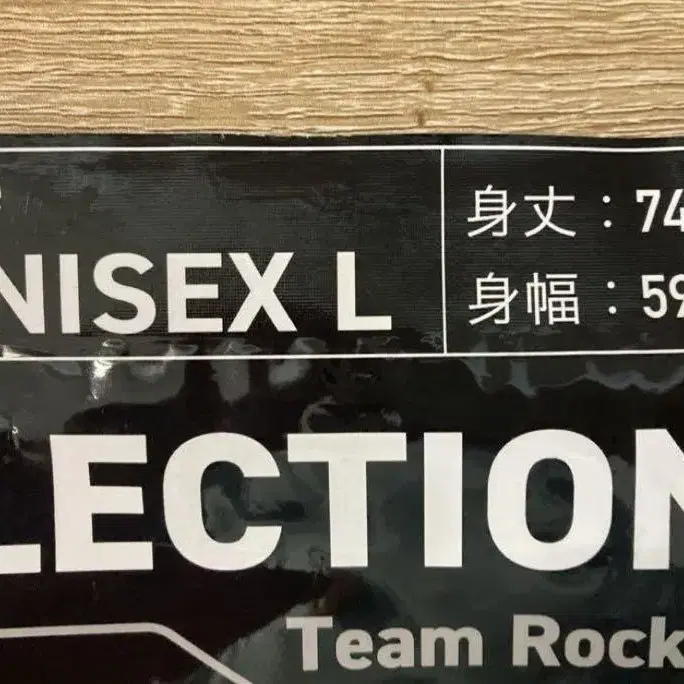 NISEX L
身丈：74
身幅：59
LECTION
Team Rock